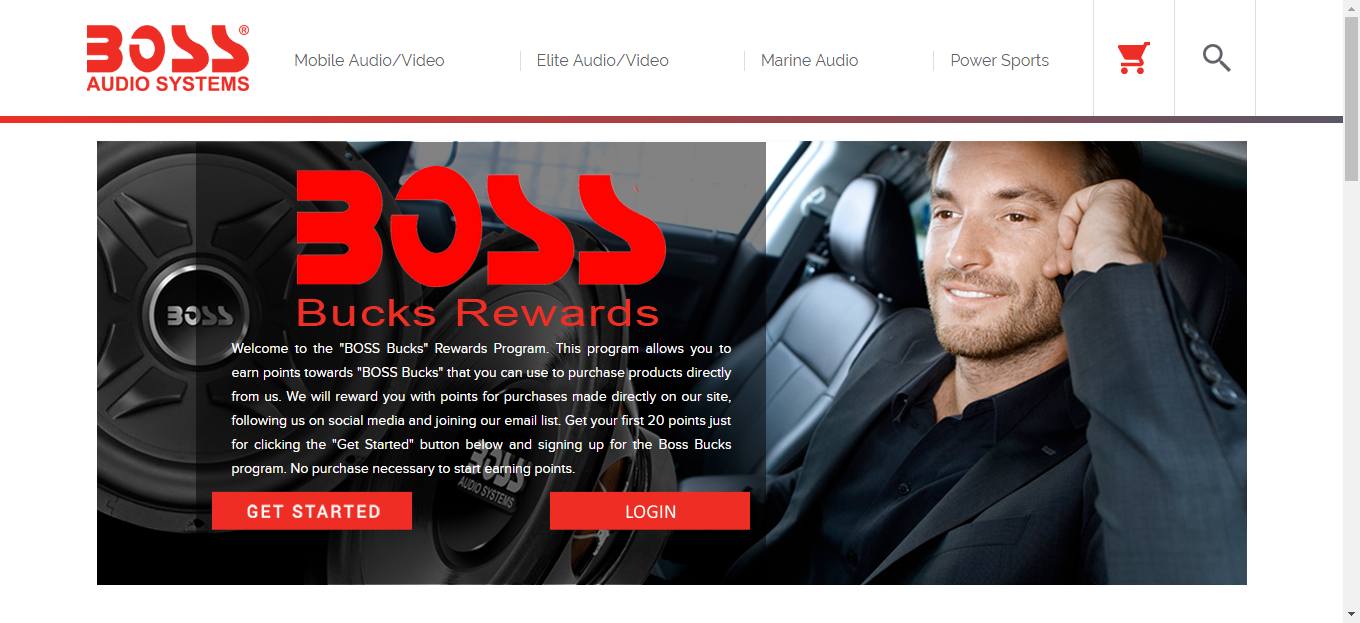 BOSS®
AUDIO SYSTEMS
Mobile Audio/Video
Elite Audio/Video
Marine Audio
Power Sports
BOSS
Bucks Rewards
BOSS
Welcome to the "BOSS Bucks" Rewards Program. This program allows you to
earn points towards "BOSS Bucks" that you can use to purchase products directly
from us. We will reward you with points for purchases made directly on our site,
following us on social media and joining our email list. Get your first 20 points just
for clicking the "Get Started" button below and signing up for the Boss Bucks
program. No purchase necessary to start earning points.
BOSS
AUDIO SYSTEMS
GET STARTED
LOGIN